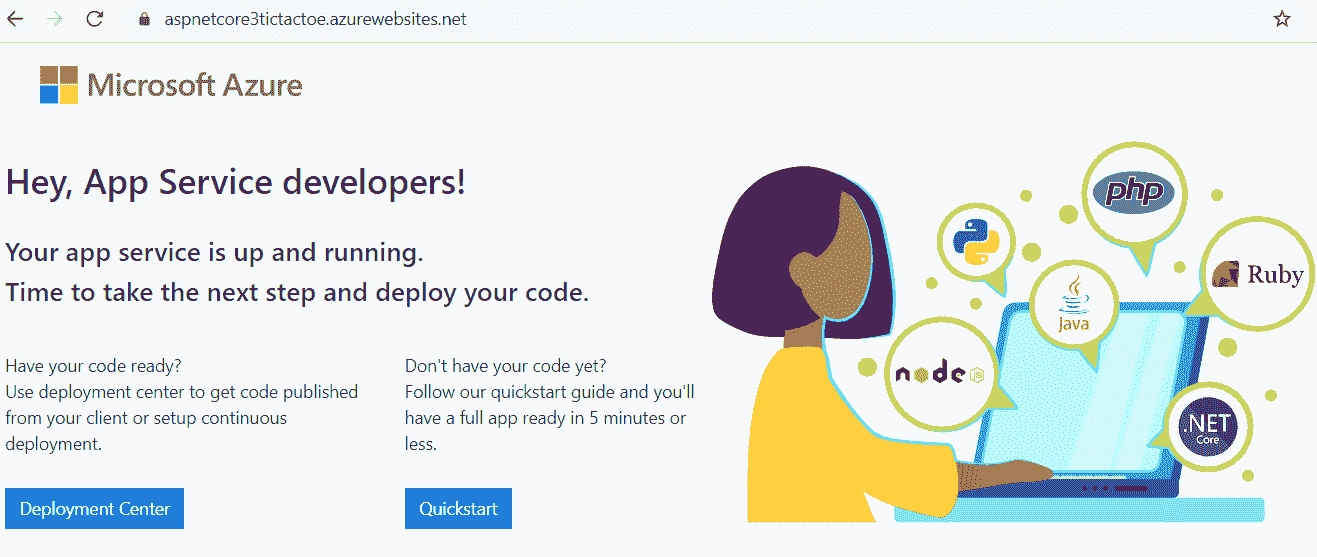 aspnetcore3tictactoe.azurewebsites.net
Microsoft Azure
Hey, App Service developers!
Your app service is up and running.
Time to take the next step and deploy your code.
Have your code ready?
Use deployment center to get code published
from your client or setup continuous
deployment.
Deployment Center
Don't have your code yet?
Follow our quickstart guide and you'll
have a full app ready in 5 minutes or
less.
Quickstart
php
Ruby
Java
node
JS
.NET
Core